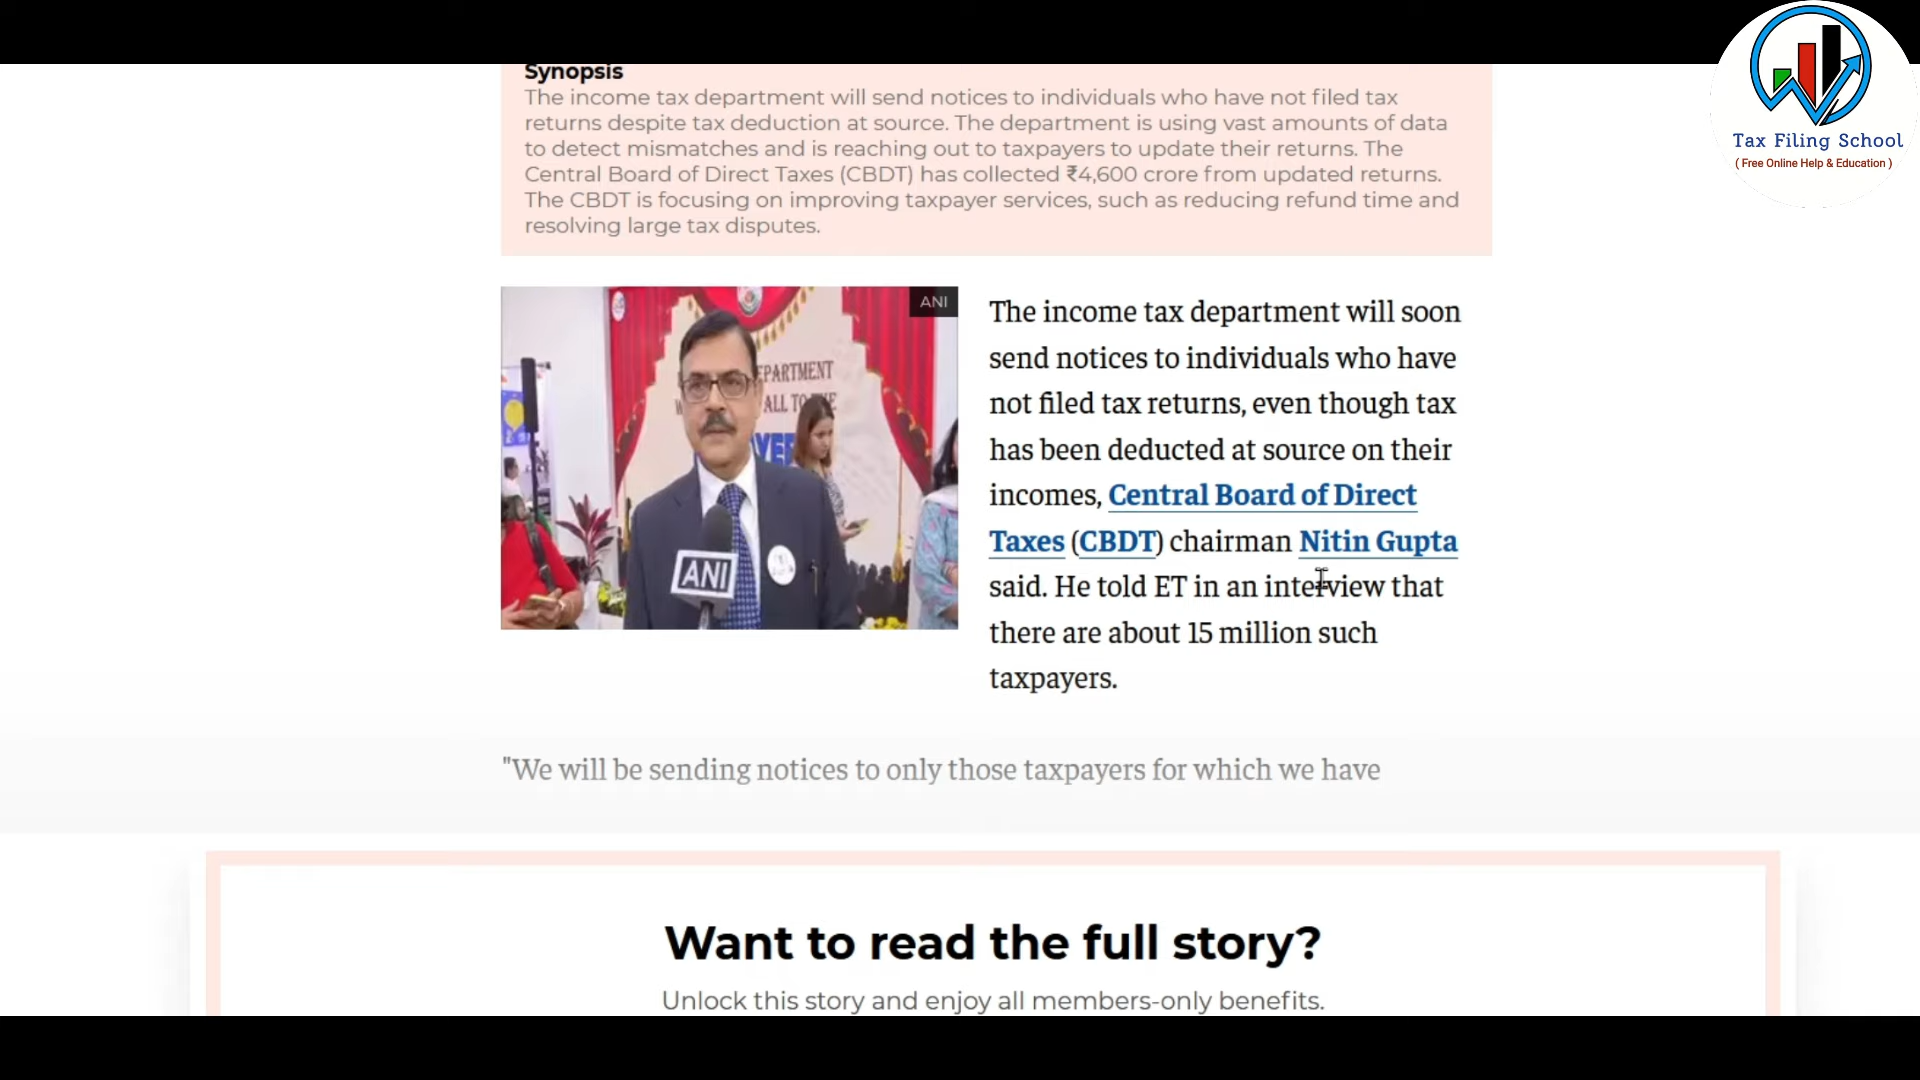 Synopsis
The income tax department will send notices to individuals who have not filed tax
returns despite tax deduction at source. The department is using vast amounts of data
to detect mismatches and is reaching out to taxpayers to update their returns. The
Central Board of Direct Taxes (CBDT) has collected ₹4,600 crore from updated returns.
The CBDT is focusing on improving taxpayer services, such as reducing refund time and
resolving large tax disputes.
Tax Filing School
( Free Online Help & Education )
ANI
EPARTMENT
ALL TO THE
ANI
The income tax department will soon
send notices to individuals who have
not filed tax returns, even though tax
has been deducted at source on their
incomes, Central Board of Direct
Taxes (CBDT) chairman Nitin Gupta
said. He told ET in an interview that
there are about 15 million such
taxpayers.
"We will be sending notices to only those taxpayers for which we have
Want to read the full story?
Unlock this story and enjoy all members-only benefits.